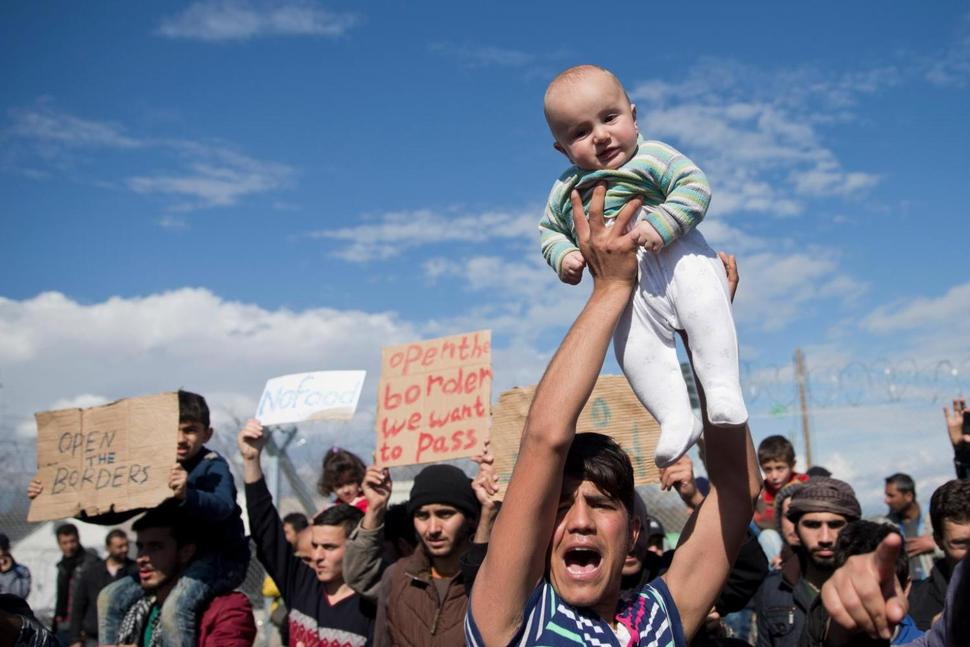 OPEN
THE
BORDERS
No food
open the
border
we want
to pass